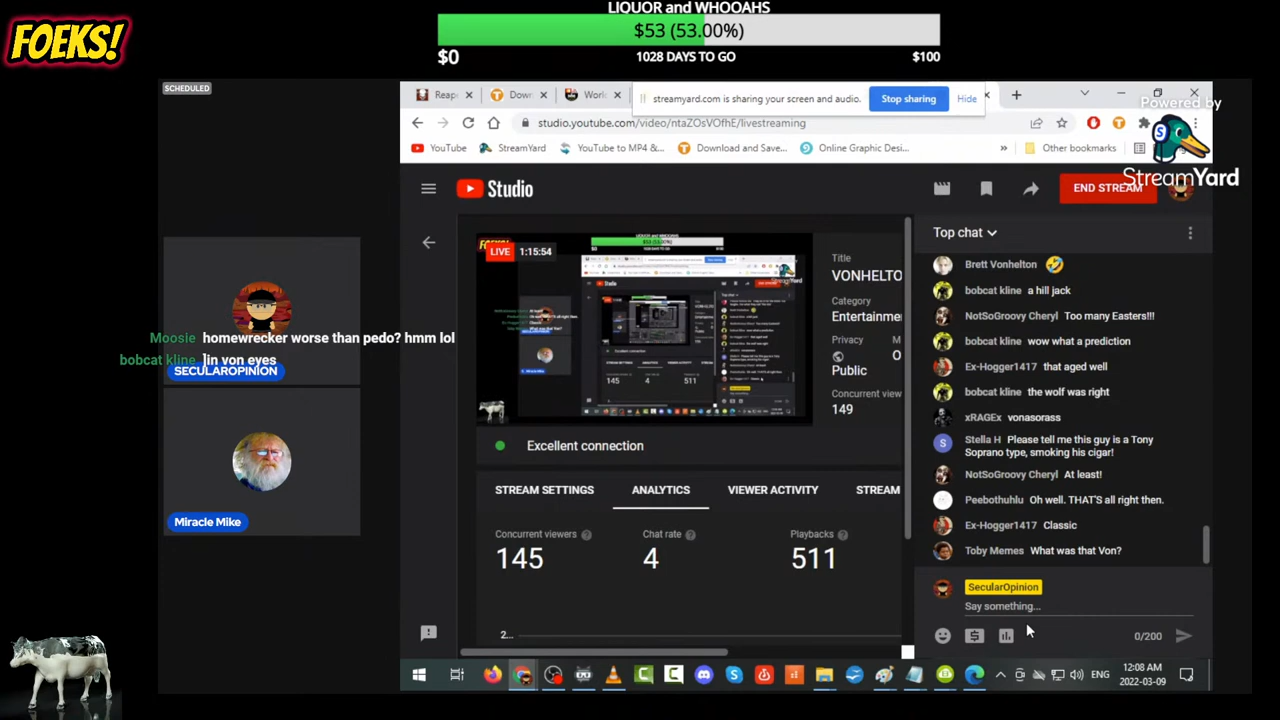 LIQUOR and WHOOAHS
FOEKS!
$53 (53.00%)
$0
1028 DAYS TO GO
$100
SCHEDULED
Reap
Down
World
streamyard.com is sharing your screen and audio.
Stop sharing
Hide
Powered by
StreamYard
studio.youtube.com/video/ntaZOsVOfhE/livestreaming
YouTube
StreamYard
YouTube to MP4 &...
Download and Save...
Online Graphic Desi...
»
Other bookmarks
Studio
END STREAM
LIVE
1:15:54
Title
VONHELTO
Category
Entertainme
Privacy
Public
Concurrent view
149
Excellent connection
STREAM SETTINGS
ANALYTICS
VIEWER ACTIVITY
STREAM
Concurrent viewers
145
Chat rate
4
Playbacks
511
2...
Top chat
Brett Vonhelton 🤣
bobcat kline a hill jack
NotSoGroovy Cheryl Too many Easters!!!
bobcat kline wow what a prediction
Ex-Hogger1417 that aged well
bobcat kline the wolf was right
xRAGEx vonasorass
Stella H Please tell me this guy is a Tony
Soprano type, smoking his cigar!
NotSoGroovy Cheryl At least!
Peebothuhlu Oh well. THAT'S all right then.
Ex-Hogger1417 Classic
Toby Memes What was that Von?
SecularOpinion
Say something...
0/200
Moosie homewrecker worse than pedo? hmm lol
bobcat kline lin von eyes
SECULAROPINION
Miracle Mike
ENG
12:08 AM
2022-03-09